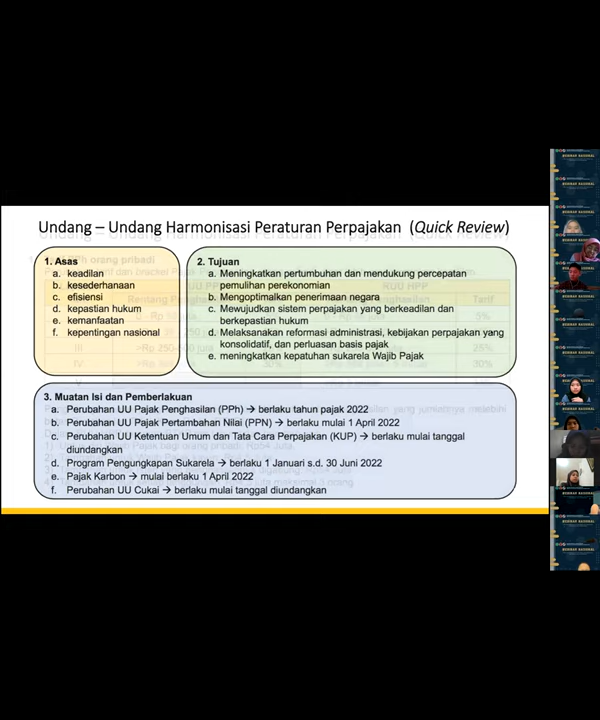 Undang – Undang Harmonisasi Peraturan Perpajakan (Quick Review)
1. Asas
a. keadilan
b. kesederhanaan
c. efisiensi
d. kepastian hukum
e. kemanfaatan
f. kepentingan nasional
2. Tujuan
a. Meningkatkan pertumbuhan dan mendukung percepatan
pemulihan perekonomian
b. Mengoptimalkan penerimaan negara
c. Mewujudkan sistem perpajakan yang berkeadilan dan
berkepastian hukum
d. Melaksanakan reformasi administrasi, kebijakan perpajakan yang
konsolidatif, dan perluasan basis pajak
e. meningkatkan kepatuhan sukarela Wajib Pajak
3. Muatan Isi dan Pemberlakuan
a. Perubahan UU Pajak Penghasilan (PPh) → berlaku tahun pajak 2022
b. Perubahan UU Pajak Pertambahan Nilai (PPN) → berlaku mulai 1 April 2022
c. Perubahan UU Ketentuan Umum dan Tata Cara Perpajakan (KUP) → berlaku mulai tanggal
diundangkan
d. Program Pengungkapan Sukarela → berlaku 1 Januari s.d. 30 Juni 2022
e. Pajak Karbon → mulai berlaku 1 April 2022
f. Perubahan UU Cukai → berlaku mulai tanggal diundangkan